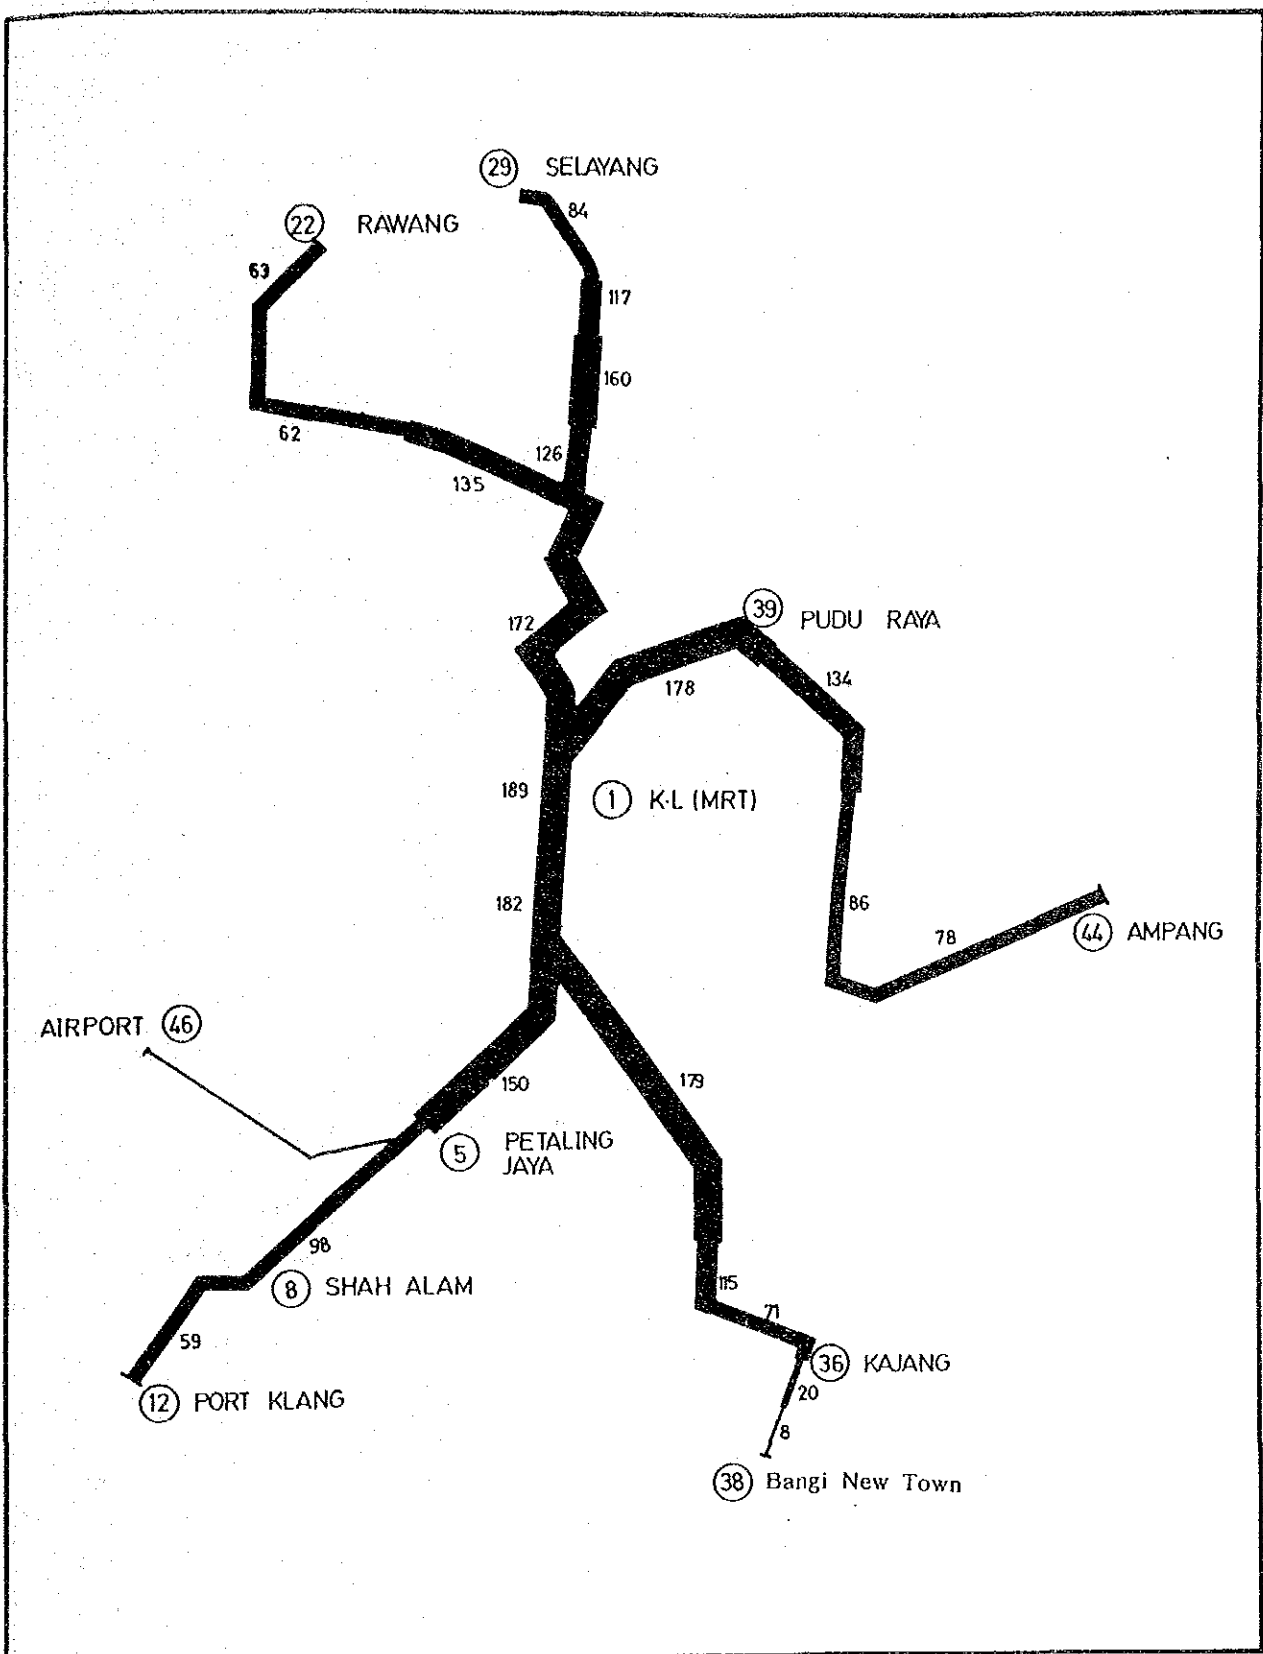 29 SELAYANG
84
22 RAWANG
63
117
160
62
126
135
172
39 PUDU RAYA
178
134
189
1 K·L (MRT)
182
86
78
44 AMPANG
AIRPORT 46
150
179
5 PETALING
JAYA
98
8 SHAH ALAM
115
71
59
36 KAJANG
20
12 PORT KLANG
8
38 Bangi New Town